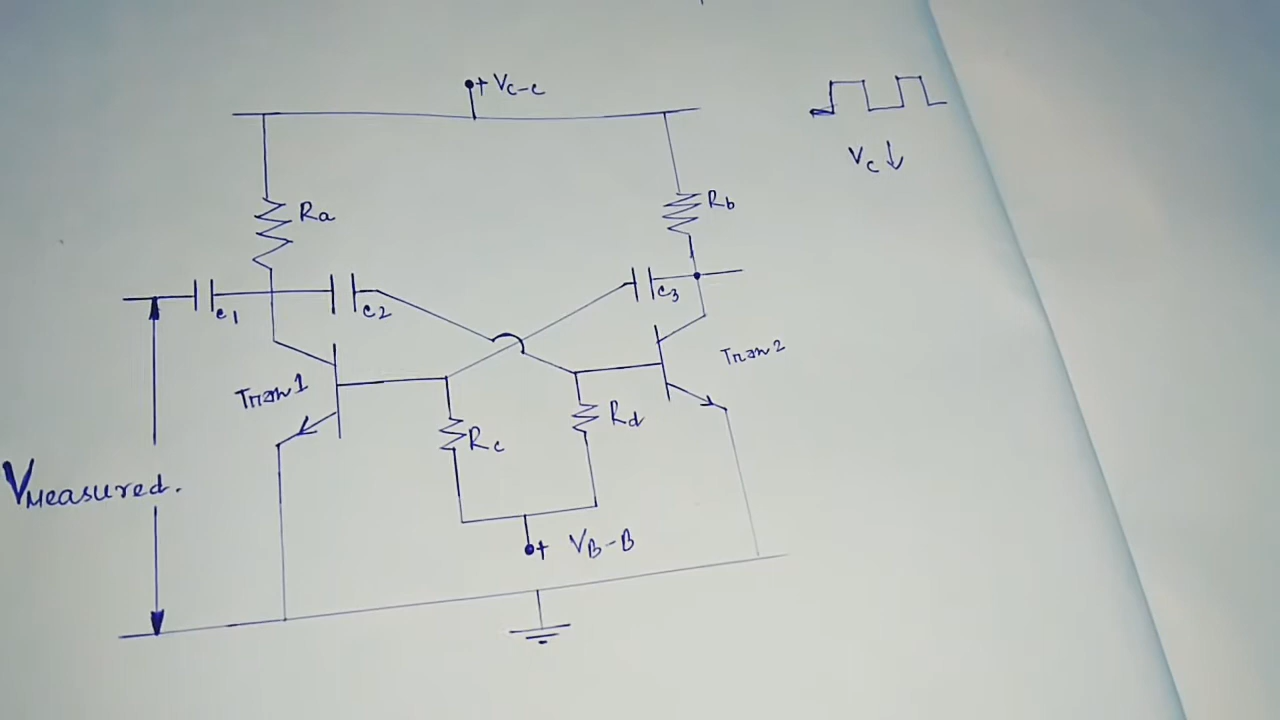 + Vc-c
Vc↓
Ra
Rb
c1
c2
c3
Tran 1
Tran 2
Rc
Rd
VMeasured.
+ VB-B